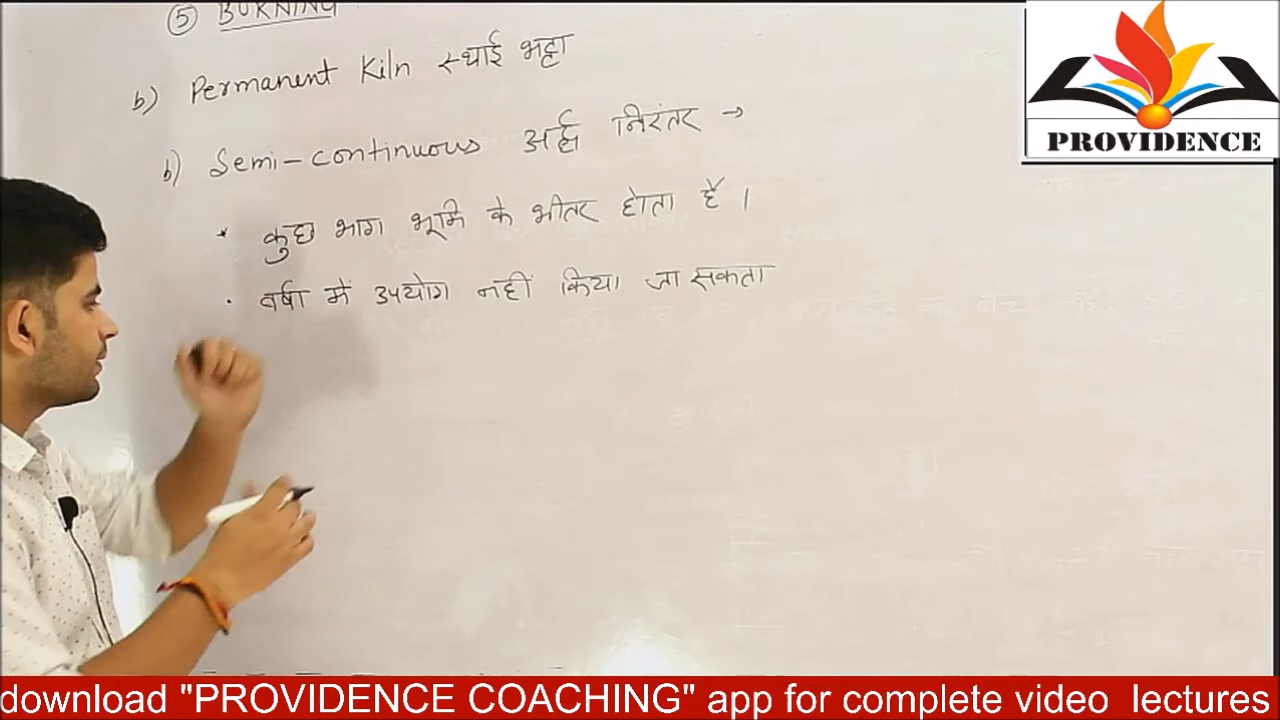 ⑤ BURNING
b) Permanent Kiln स्थाई भट्टा
b) Semi-continuous अर्द्ध निरंतर →
* कुछ भाग भूमि के भीतर होता है ।
· वर्षा में उपयोग नहीं किया जा सकता
PROVIDENCE
download "PROVIDENCE COACHING" app for complete video lectures